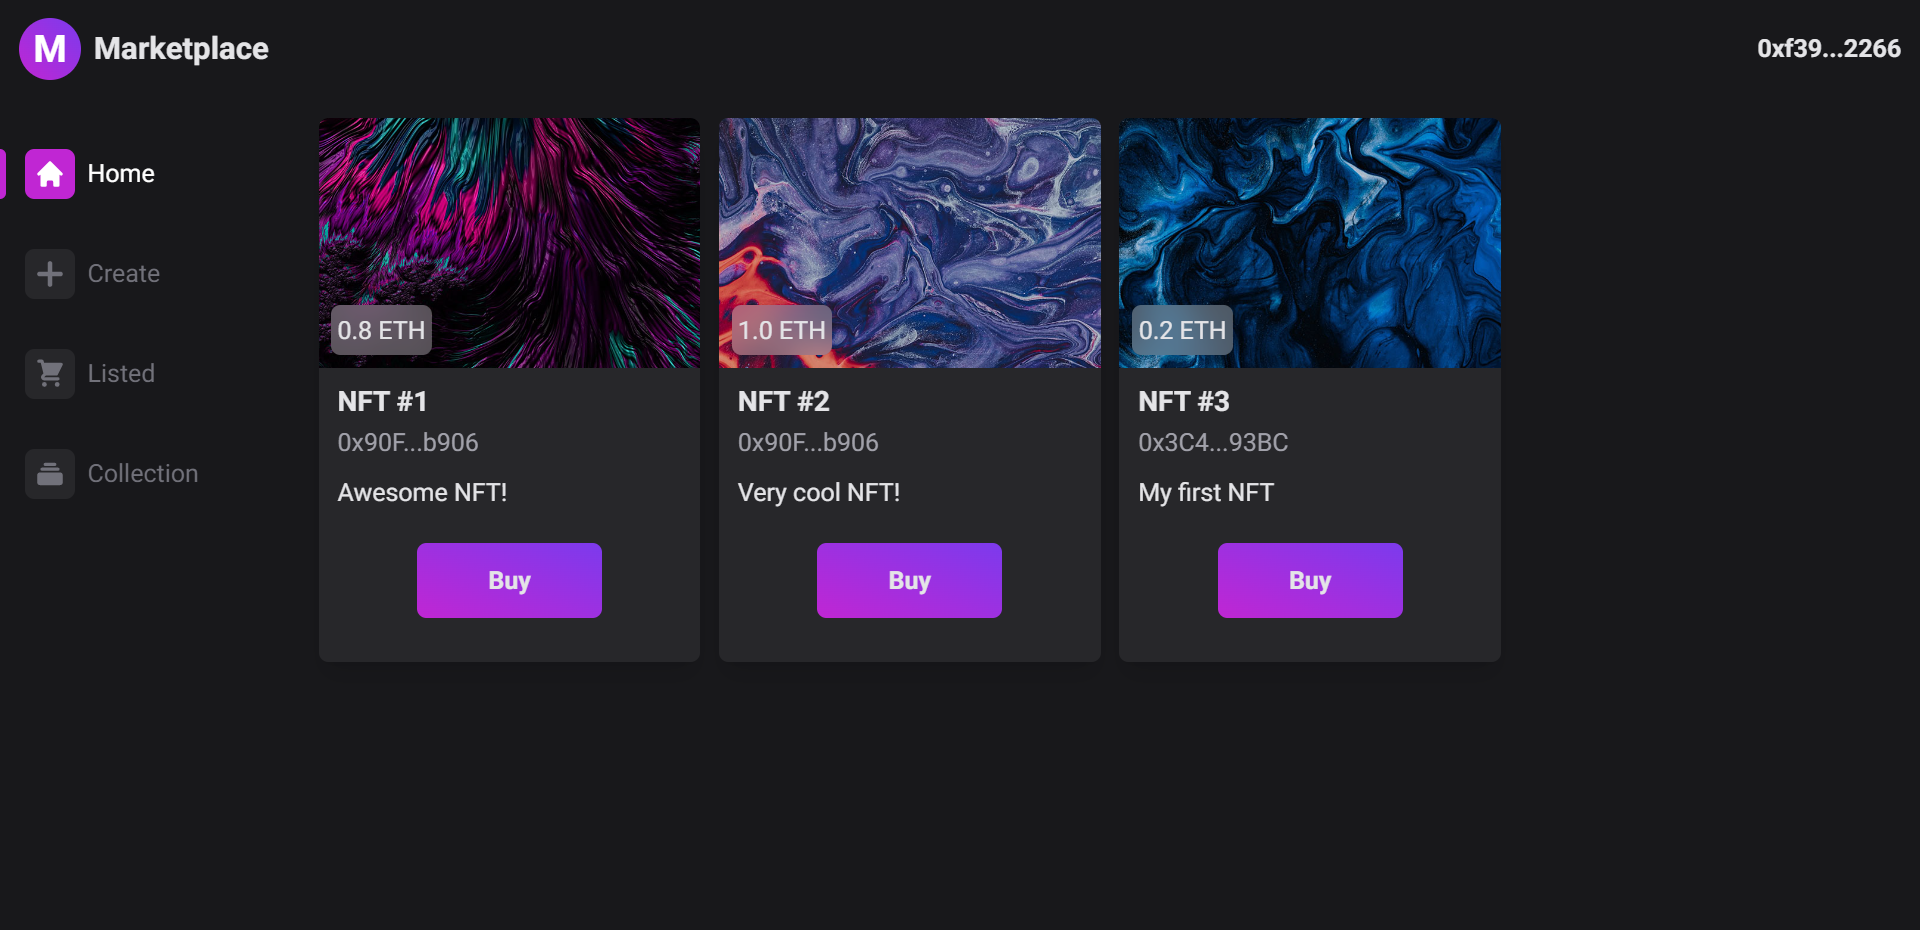 M Marketplace
0xf39...2266
Home
Create
Listed
Collection
0.8 ETH
NFT #1
0x90F...b906
Awesome NFT!
Buy
1.0 ETH
NFT #2
0x90F...b906
Very cool NFT!
Buy
0.2 ETH
NFT #3
0x3C4...93BC
My first NFT
Buy